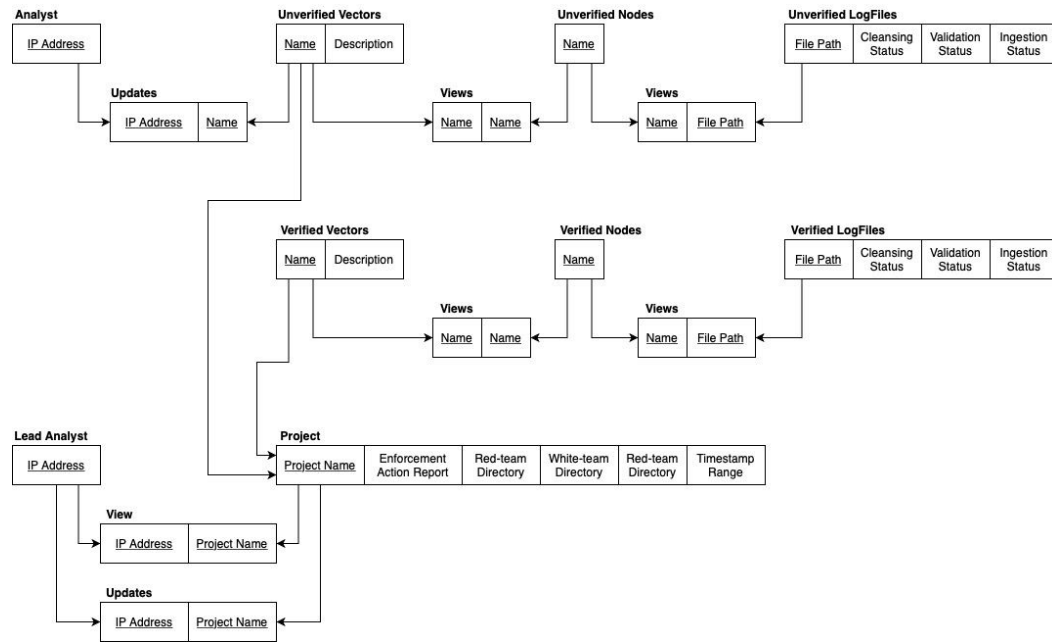 Analyst
Unverified Vectors
Unverified Nodes
Unverified LogFiles
IP Address
Name
Description
Name
File Path
Cleansing
Status
Validation
Status
Ingestion
Status
Updates
Views
Views
IP Address
Name
Name
Name
Name
File Path
Verified Vectors
Verified Nodes
Verified LogFiles
Name
Description
Name
File Path
Cleansing
Status
Validation
Status
Ingestion
Status
Views
Views
Name
Name
Name
File Path
Lead Analyst
Project
IP Address
Project Name
Enforcement
Action Report
Red-team
Directory
White-team
Directory
Red-team
Directory
Timestamp
Range
View
IP Address
Project Name
Updates
IP Address
Project Name